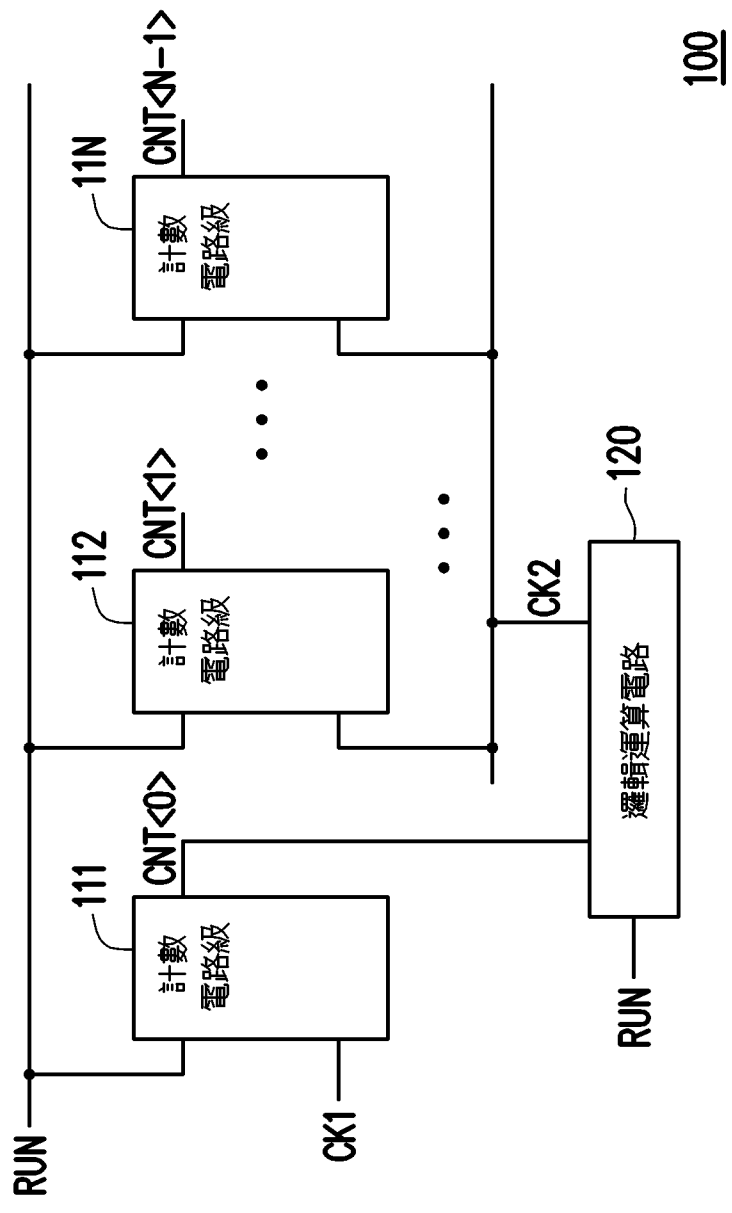 100
RUN
111
計數
電路級
CNT<0>
CK1
112
計數
電路級
CNT<1>
11N
計數
電路級
CNT<N-1>
CK2
RUN
邏輯運算電路
120